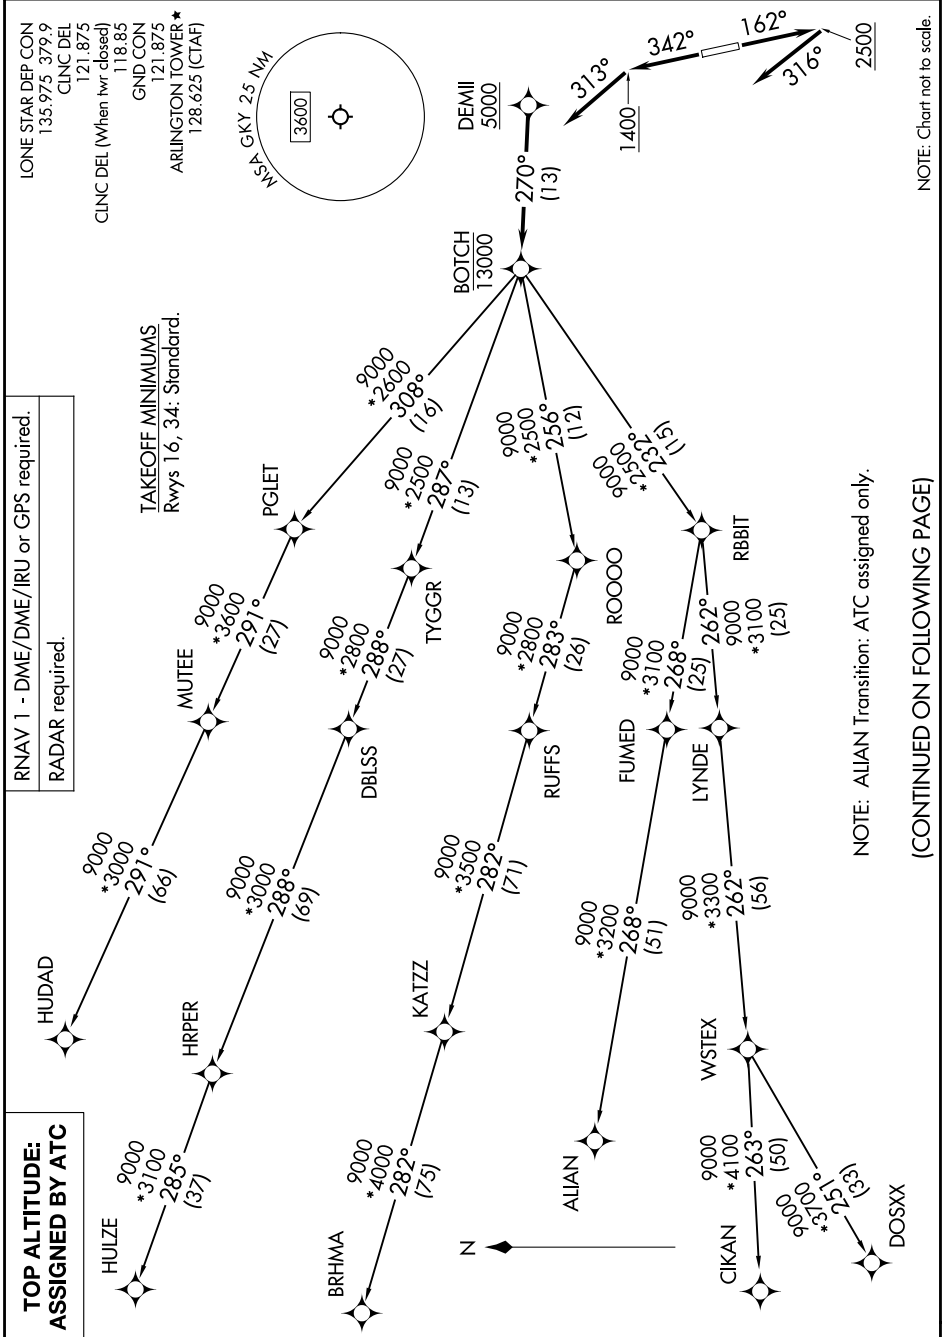 TOP ALTITUDE:
ASSIGNED BY ATC
RNAV 1 - DME/DME/IRU or GPS required.
RADAR required.
LONE STAR DEP CON
135.975 379.9
CLNC DEL
121.875
CLNC DEL (When twr closed)
118.85
GND CON
121.875
ARLINGTON TOWER★
128.625 (CTAF)
TAKEOFF MINIMUMS
Rwys 16, 34: Standard.
MSA GKY 25 NM
3600
HUDAD
9000
*3000
291°
(66)
MUTEE
9000
*3600
291°
(27)
PGLET
9000
*2600
308°
(16)
HULZE
9000
*3100
285°
(37)
HRPER
9000
*3000
288°
(69)
DBLSS
9000
*2800
288°
(27)
TYGGR
9000
*2500
287°
(13)
BOTCH
13000
270°
(13)
DEMII
5000
BRHMA
9000
*4000
282°
(75)
KATZZ
9000
*3500
282°
(71)
RUFFS
9000
*2800
283°
(26)
ROOOO
9000
*2500
256°
(12)
9000
*2500
232°
(15)
RBBIT
N
ALIAN
9000
*3200
268°
(51)
FUMED
9000
*3100
268°
(25)
CIKAN
9000
*4100
263°
(50)
WSTEX
9000
*3300
262°
(56)
LYNDE
262°
9000
*3100
(25)
9000
*3700
251°
(33)
DOSXX
313°
342°
162°
316°
1400
2500
NOTE: ALIAN Transition: ATC assigned only.
NOTE: Chart not to scale.
(CONTINUED ON FOLLOWING PAGE)